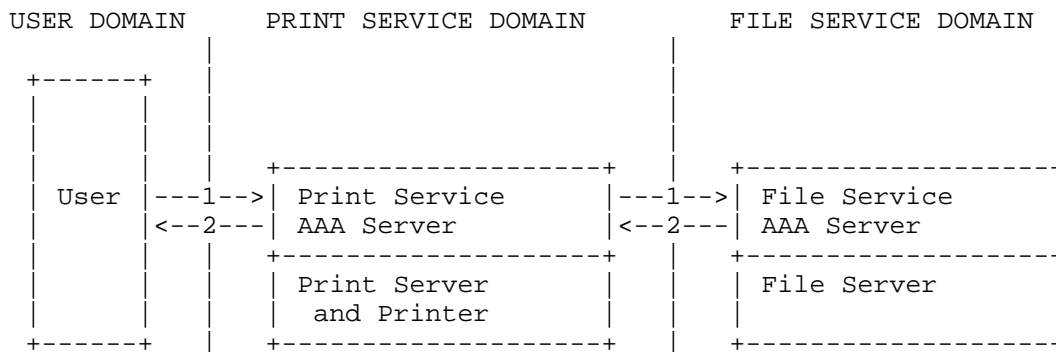 USER DOMAIN PRINT SERVICE DOMAIN FILE SERVICE DOMAIN
User ---1--> Print Service ---1--> File Service
<--2--- AAA Server <--2--- AAA Server
Print Server File Server
and Printer